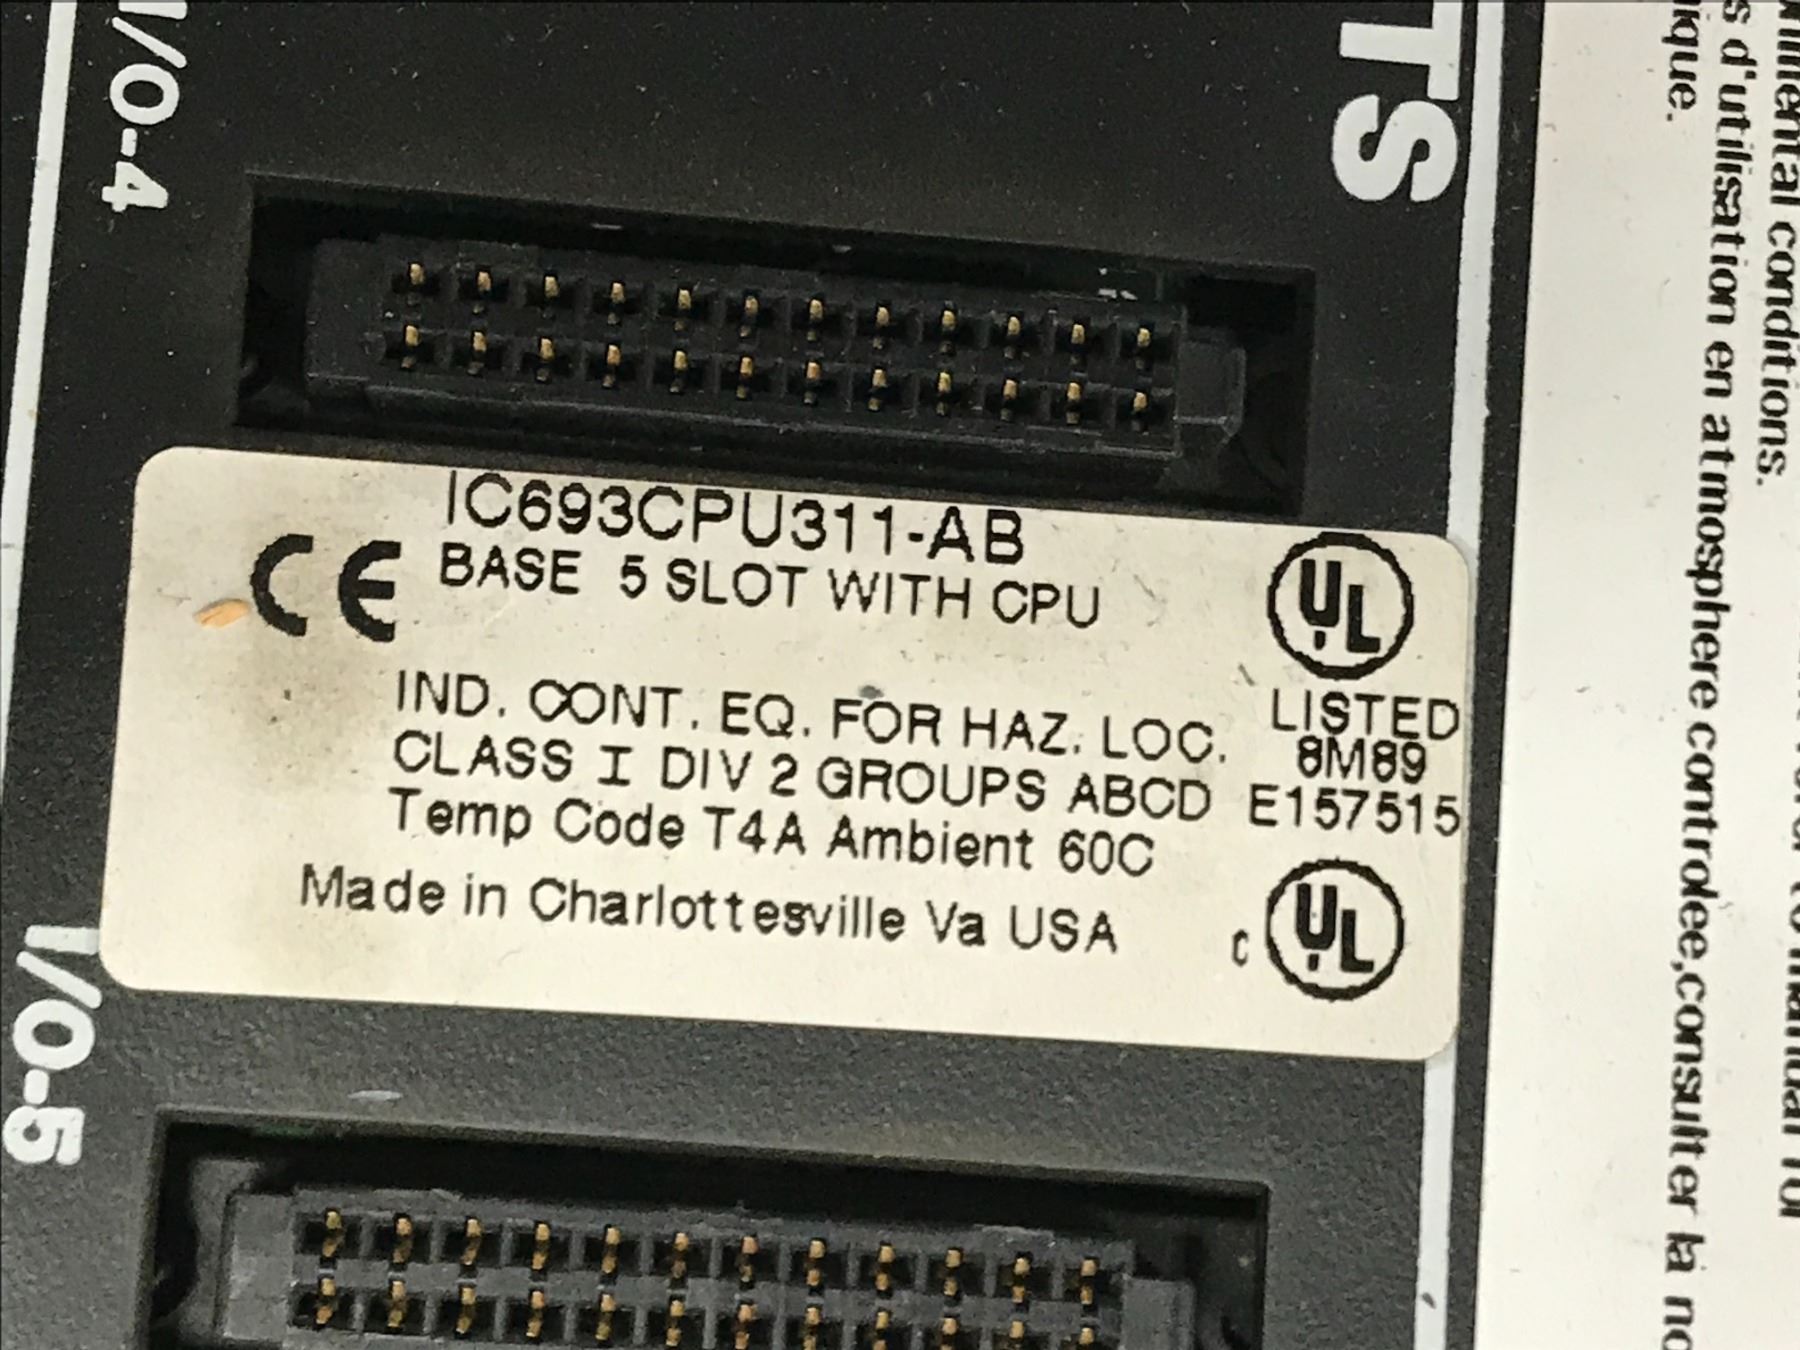 I/O-4
TS
IC693CPU311-AB
CE
BASE 5 SLOT WITH CPU
UL
LISTED
8M89
E157515
IND. CONT. EQ. FOR HAZ. LOC.
CLASS I DIV 2 GROUPS ABCD
Temp Code T4A Ambient 60C
Made in Charlottesville Va USA
c UL
I/O-5
conditions.
s d'utilisation en atmosphere controlee,consulter la
ique.
manual for